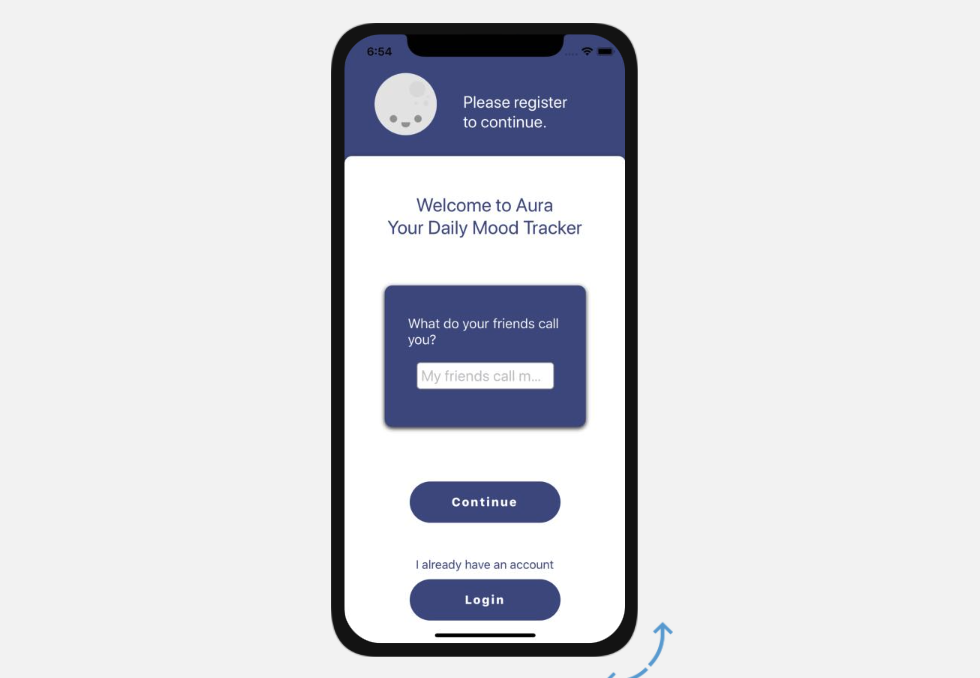 6:54
Please register
to continue.
Welcome to Aura
Your Daily Mood Tracker
What do your friends call
you?
My friends call m...
Continue
I already have an account
Login